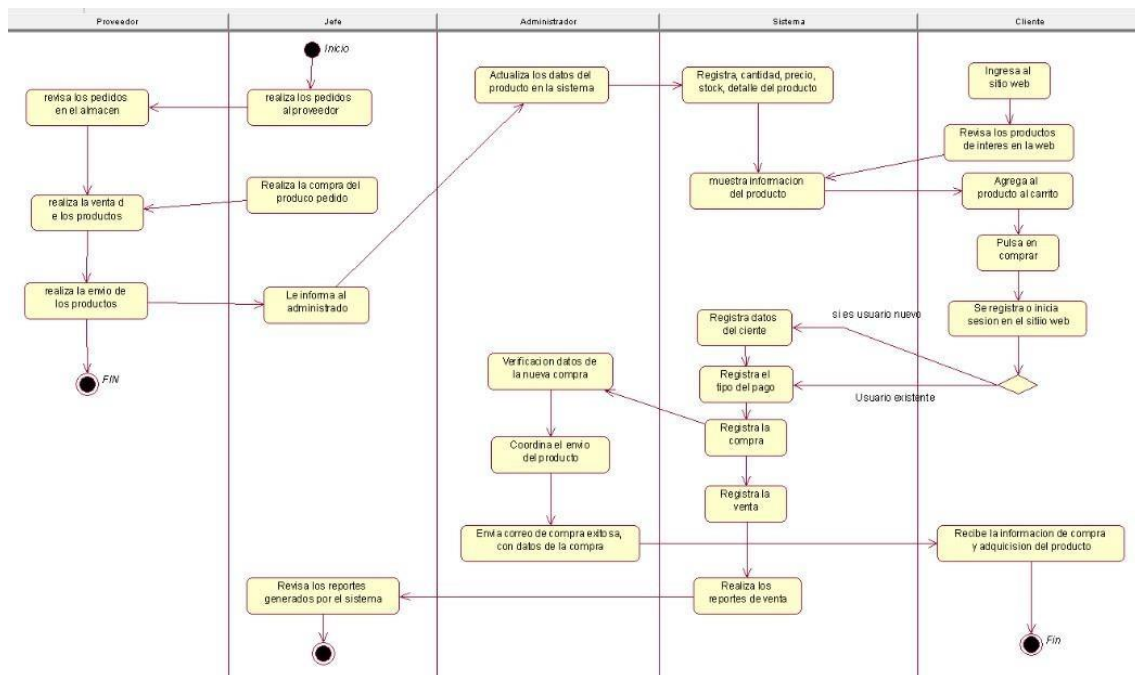 Proveedor
Jefe
Administrador
Sistema
Cliente
Inicio
revisa los pedidos
en el almacen
realiza los pedidos
al proveedor
Actualiza los datos del
producto en la sistema
Registra, cantidad, precio,
stock, detalle del producto
Ingresa al
sitio web
Revisa los productos
de interes en la web
realiza la venta d
e los productos
Realiza la compra del
produco pedido
muestra informacion
del producto
Agrega al
producto al carrito
Pulsa en
comprar
realiza la envio de
los productos
Le informa al
administrado
Se registra o inicia
sesion en el sitiio web
si es usuario nuevo
Registra datos
del ciente
FIN
Verificacion datos de
la nueva compra
Registra el
tipo del pago
Usuario existente
Registra la
compra
Coordina el envio
del producto
Registra la
venta
Envia correo de compra exitosa,
con datos de la compra
Recibe la informacion de compra
y adquicision del producto
Revisa los reportes
generados por el sistema
Realiza los
reportes de venta
Fin